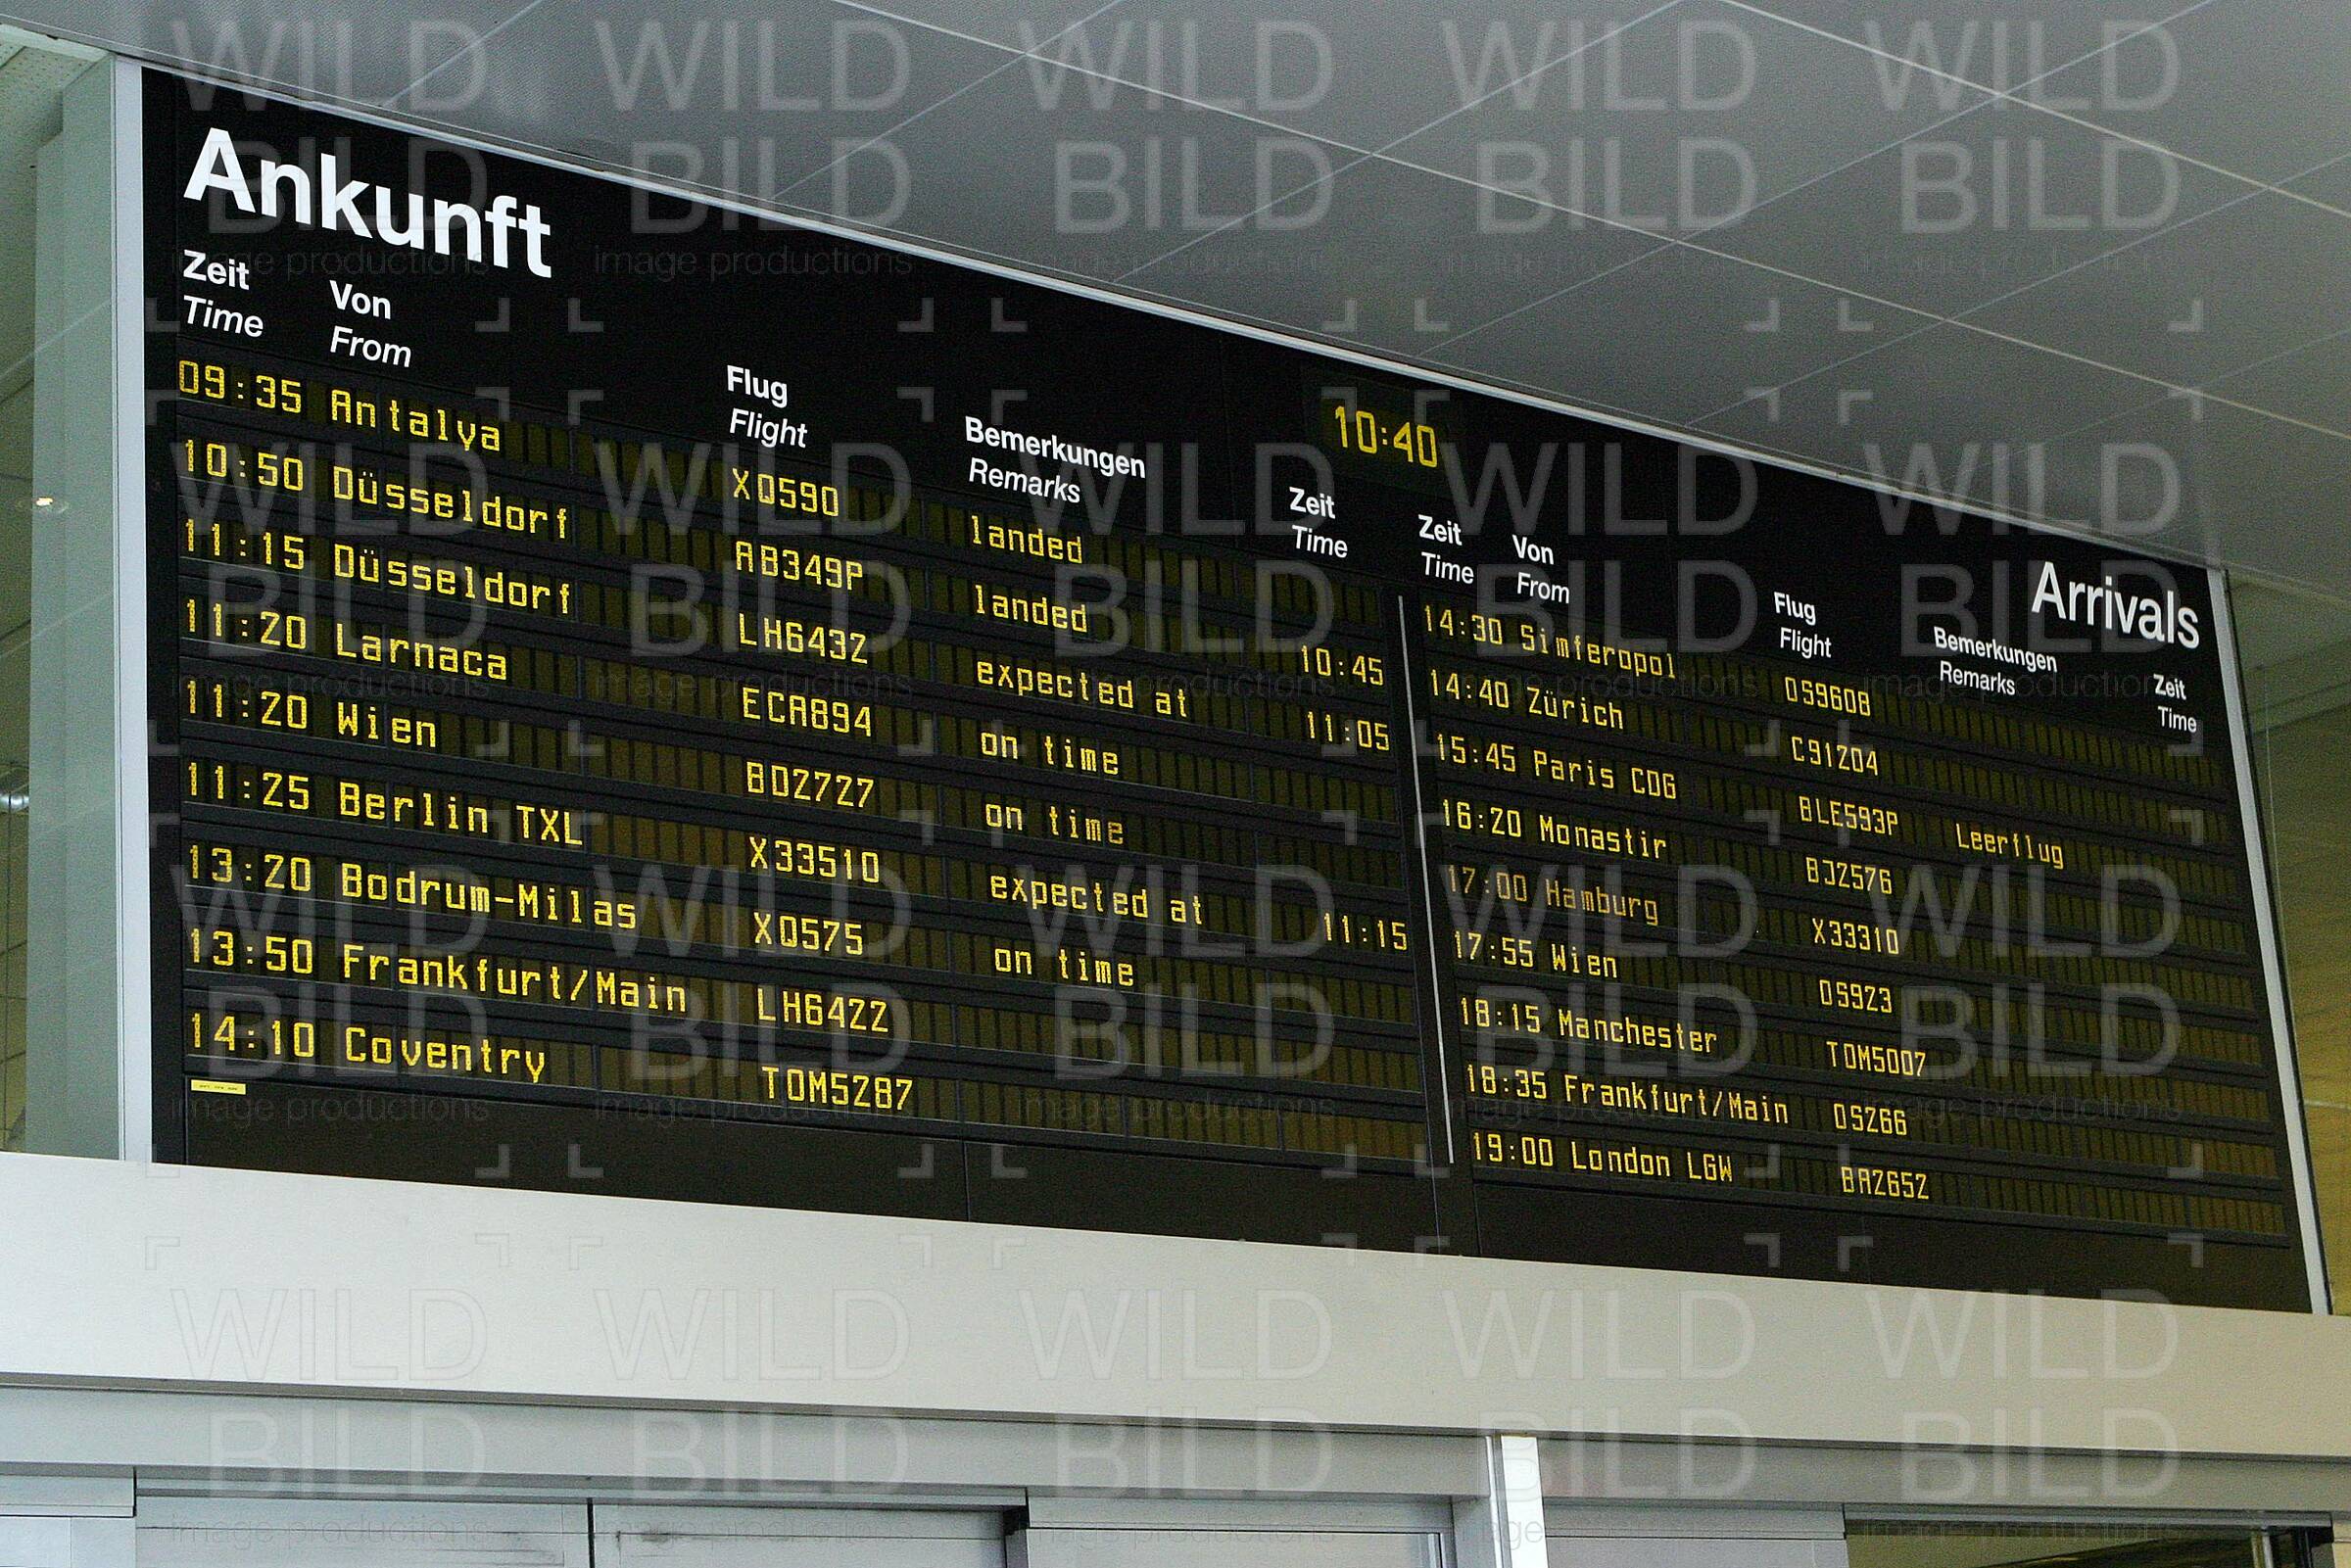 Ankunft
Zeit Von Flug Bemerkungen Zeit
Time From Flight Remarks Time
09:35 Antalya XQ590 landed
10:50 Düsseldorf AB349P landed 10:45
11:15 Düsseldorf LH6432 expected at 11:05
11:20 Larnaca ECA894 on time
11:20 Wien BD2727 on time
11:25 Berlin TXL X33510 expected at 11:15
13:20 Bodrum-Milas XQ575 on time
13:50 Frankfurt/Main LH6422
14:10 Coventry TOM5287
10:40
Arrivals
Zeit Von Flug Bemerkungen Zeit
Time From Flight Remarks Time
14:30 Simferopol OS9608
14:40 Zürich C91204
15:45 Paris CDG BLE593P Leerflug
16:20 Monastir BJ2576
17:00 Hamburg X33310
17:55 Wien OS923
18:15 Manchester TOM5007
18:35 Frankfurt/Main OS266
19:00 London LGW BA2652
WILD
BILD
image productions